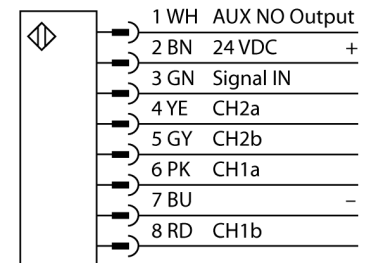 1 WH AUX NO Output
2 BN 24 VDC +
3 GN Signal IN
4 YE CH2a
5 GY CH2b
6 PK CH1a
7 BU –
8 RD CH1b